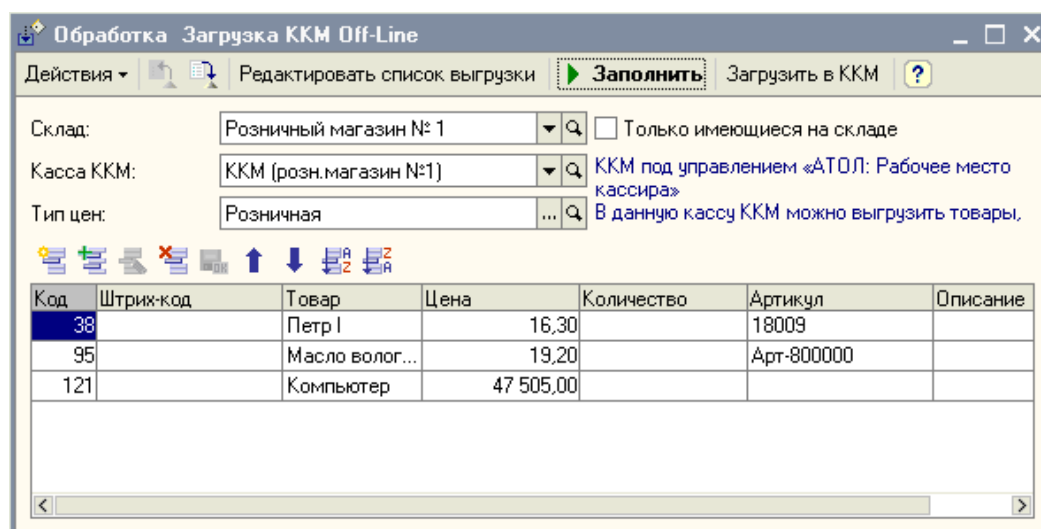 Обработка Загрузка ККМ Off-Line
Действия Редактировать список выгрузки Заполнить Загрузить в ККМ ?
Склад: Розничный магазин № 1 Только имеющиеся на складе
Касса ККМ: ККМ (розн.магазин №1) ККМ под управлением «АТОЛ: Рабочее место
кассира»
Тип цен: Розничная ... В данную кассу ККМ можно выгрузить товары,
Код Штрих-код Товар Цена Количество Артикул Описание
38 Петр I 16,30 18009
95 Масло волог... 19,20 Арт-800000
121 Компьютер 47 505,00